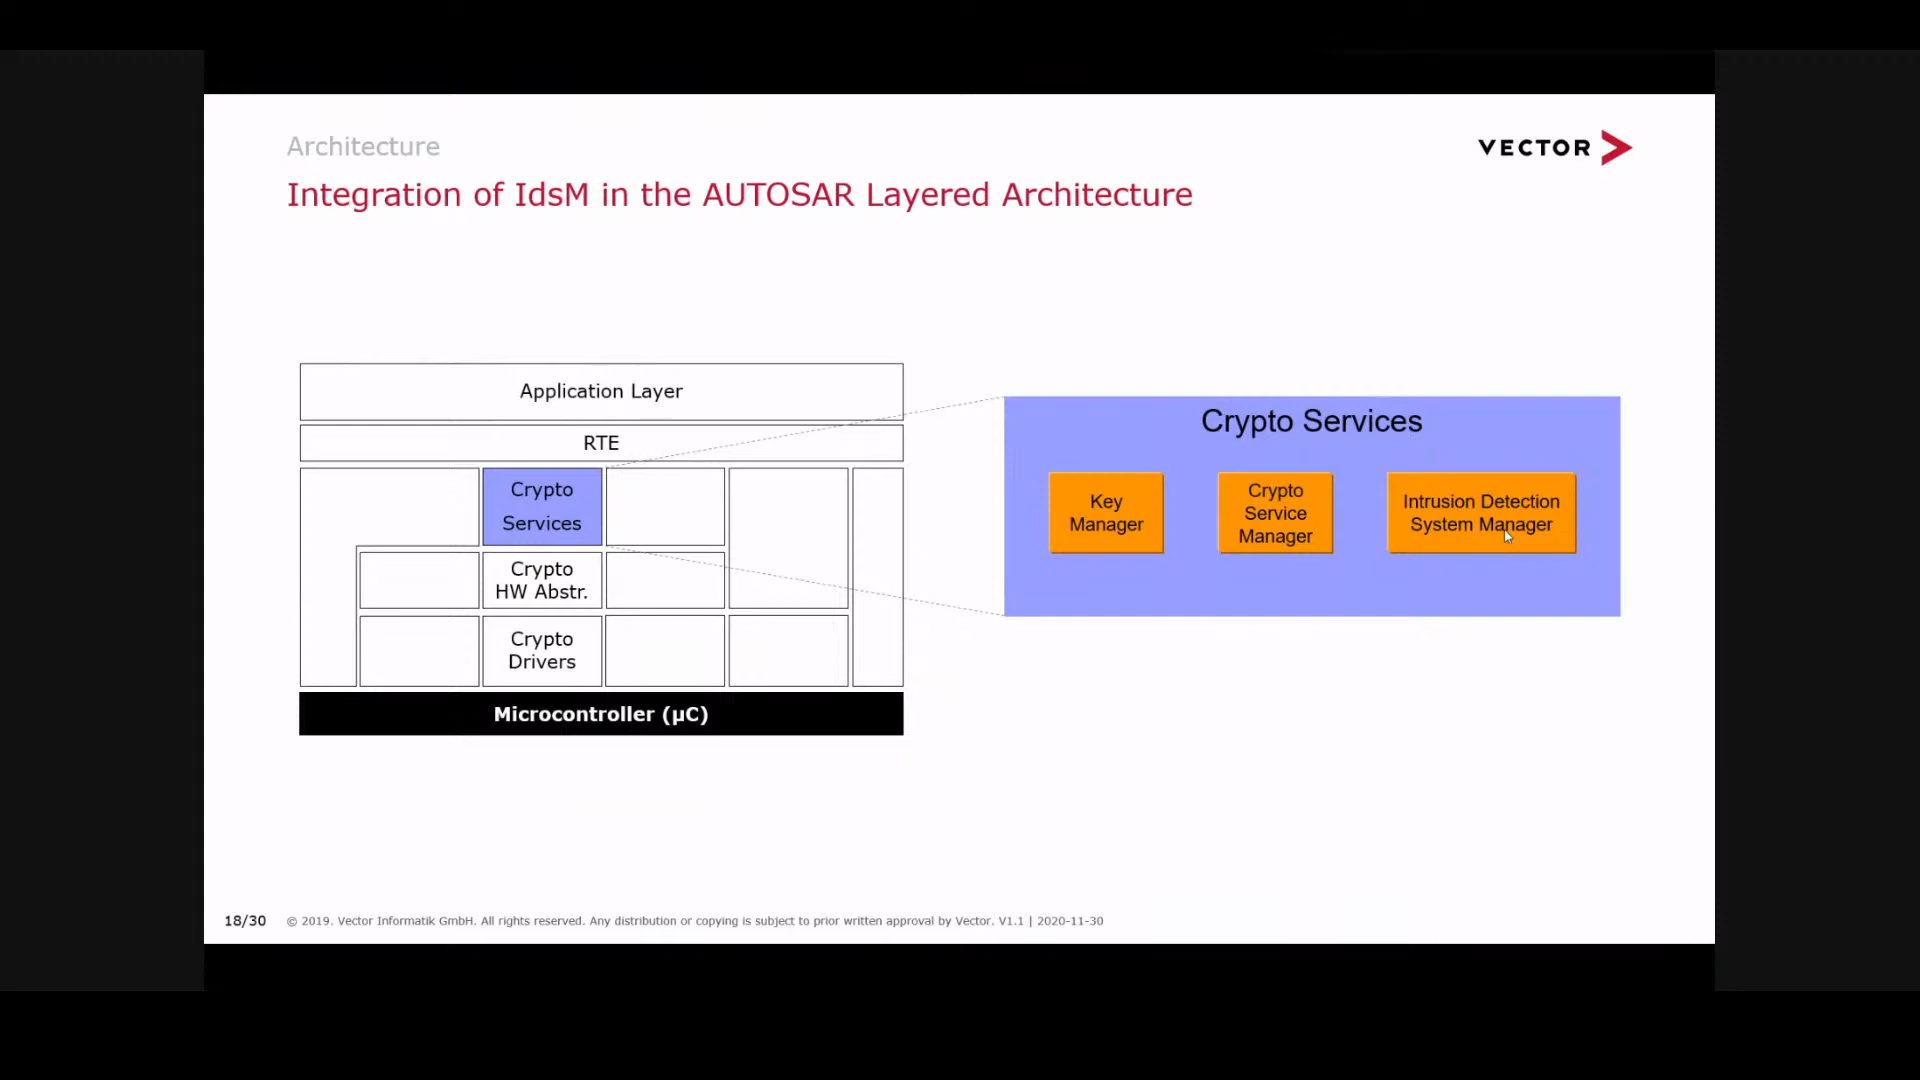 Architecture
VECTOR
Integration of IdsM in the AUTOSAR Layered Architecture
Application Layer
RTE
Crypto
Services
Crypto
HW Abstr.
Crypto
Drivers
Microcontroller (µC)
Crypto Services
Key
Manager
Crypto
Service
Manager
Intrusion Detection
System Manager
18/30
© 2019. Vector Informatik GmbH. All rights reserved. Any distribution or copying is subject to prior written approval by Vector. V1.1 | 2020-11-30